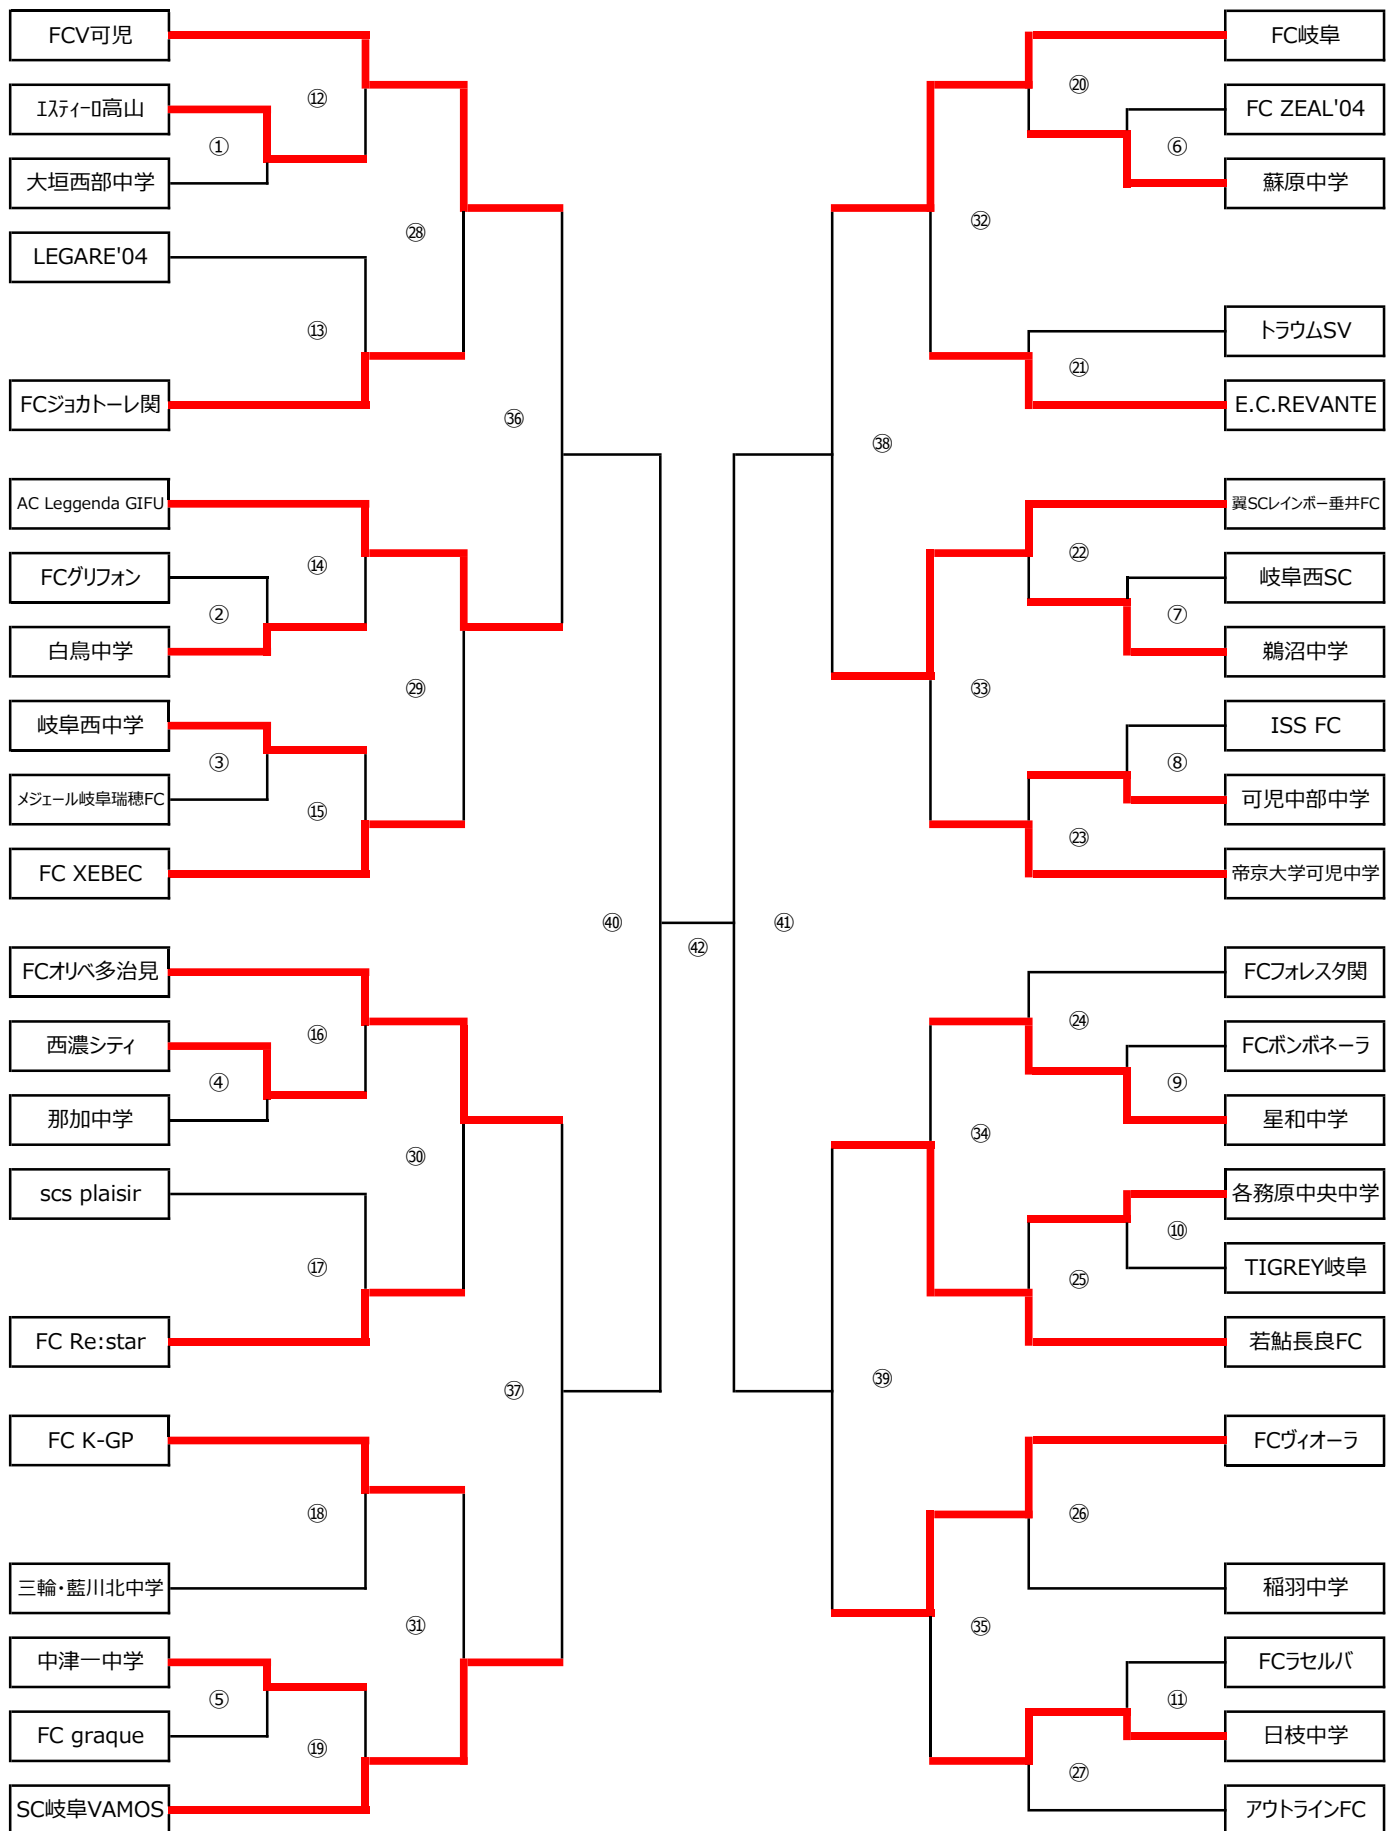 FCV可児
エスティーロ高山
大垣西部中学
LEGARE'04
FCジョカトーレ関
AC Leggenda GIFU
FCグリフォン
白鳥中学
岐阜西中学
メジェール岐阜瑞穂FC
FC XEBEC
FCオリベ多治見
西濃シティ
那加中学
scs plaisir
FC Re:star
FC K-GP
三輪・藍川北中学
中津一中学
FC graque
SC岐阜VAMOS
①
②
③
④
⑤
⑫
⑬
⑭
⑮
⑯
⑰
⑱
⑲
㉘
㉙
㉚
㉛
㊱
㊲
㊵
㊷
㊶
㊳
㊴
㉜
㉝
㉞
㉟
⑳
㉑
㉒
㉓
㉔
㉕
㉖
㉗
⑥
⑦
⑧
⑨
⑩
⑪
FC岐阜
FC ZEAL'04
蘇原中学
トラウムSV
E.C.REVANTE
翼SCレインボー垂井FC
岐阜西SC
鵜沼中学
ISS FC
可児中部中学
帝京大学可児中学
FCフォレスタ関
FCボンボネーラ
星和中学
各務原中央中学
TIGREY岐阜
若鮎長良FC
FCヴィオーラ
稲羽中学
FCラセルバ
日枝中学
アウトラインFC